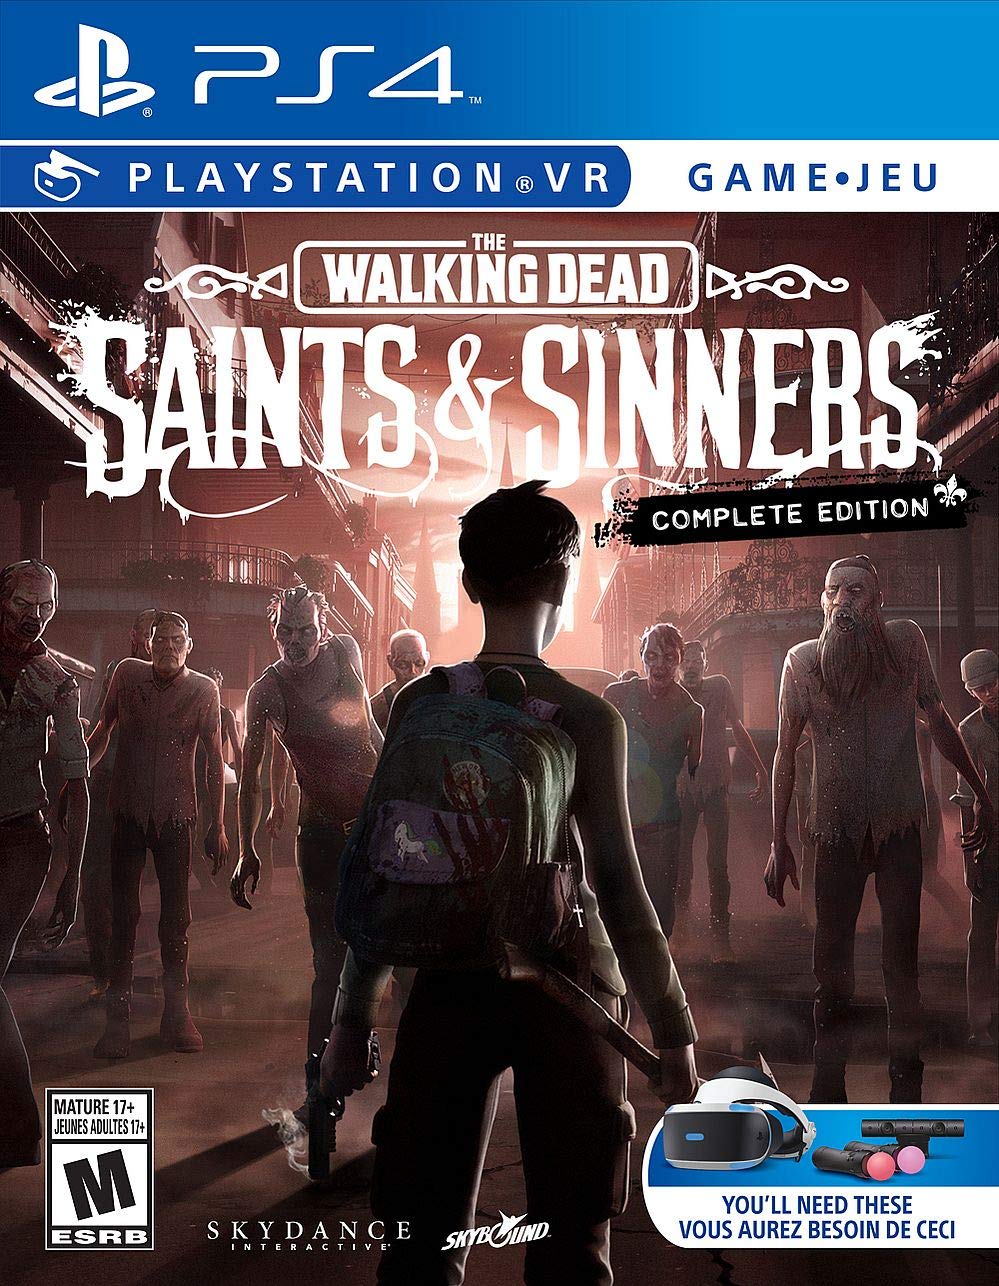 PS4™
PLAYSTATION®VR
GAME•JEU
THE
WALKING DEAD
SAINTS & SINNERS
COMPLETE EDITION
MATURE 17+
JEUNES ADULTES 17+
M
ESRB
SKYDANCE
INTERACTIVE
SKYBOUND
YOU'LL NEED THESE
VOUS AUREZ BESOIN DE CECI